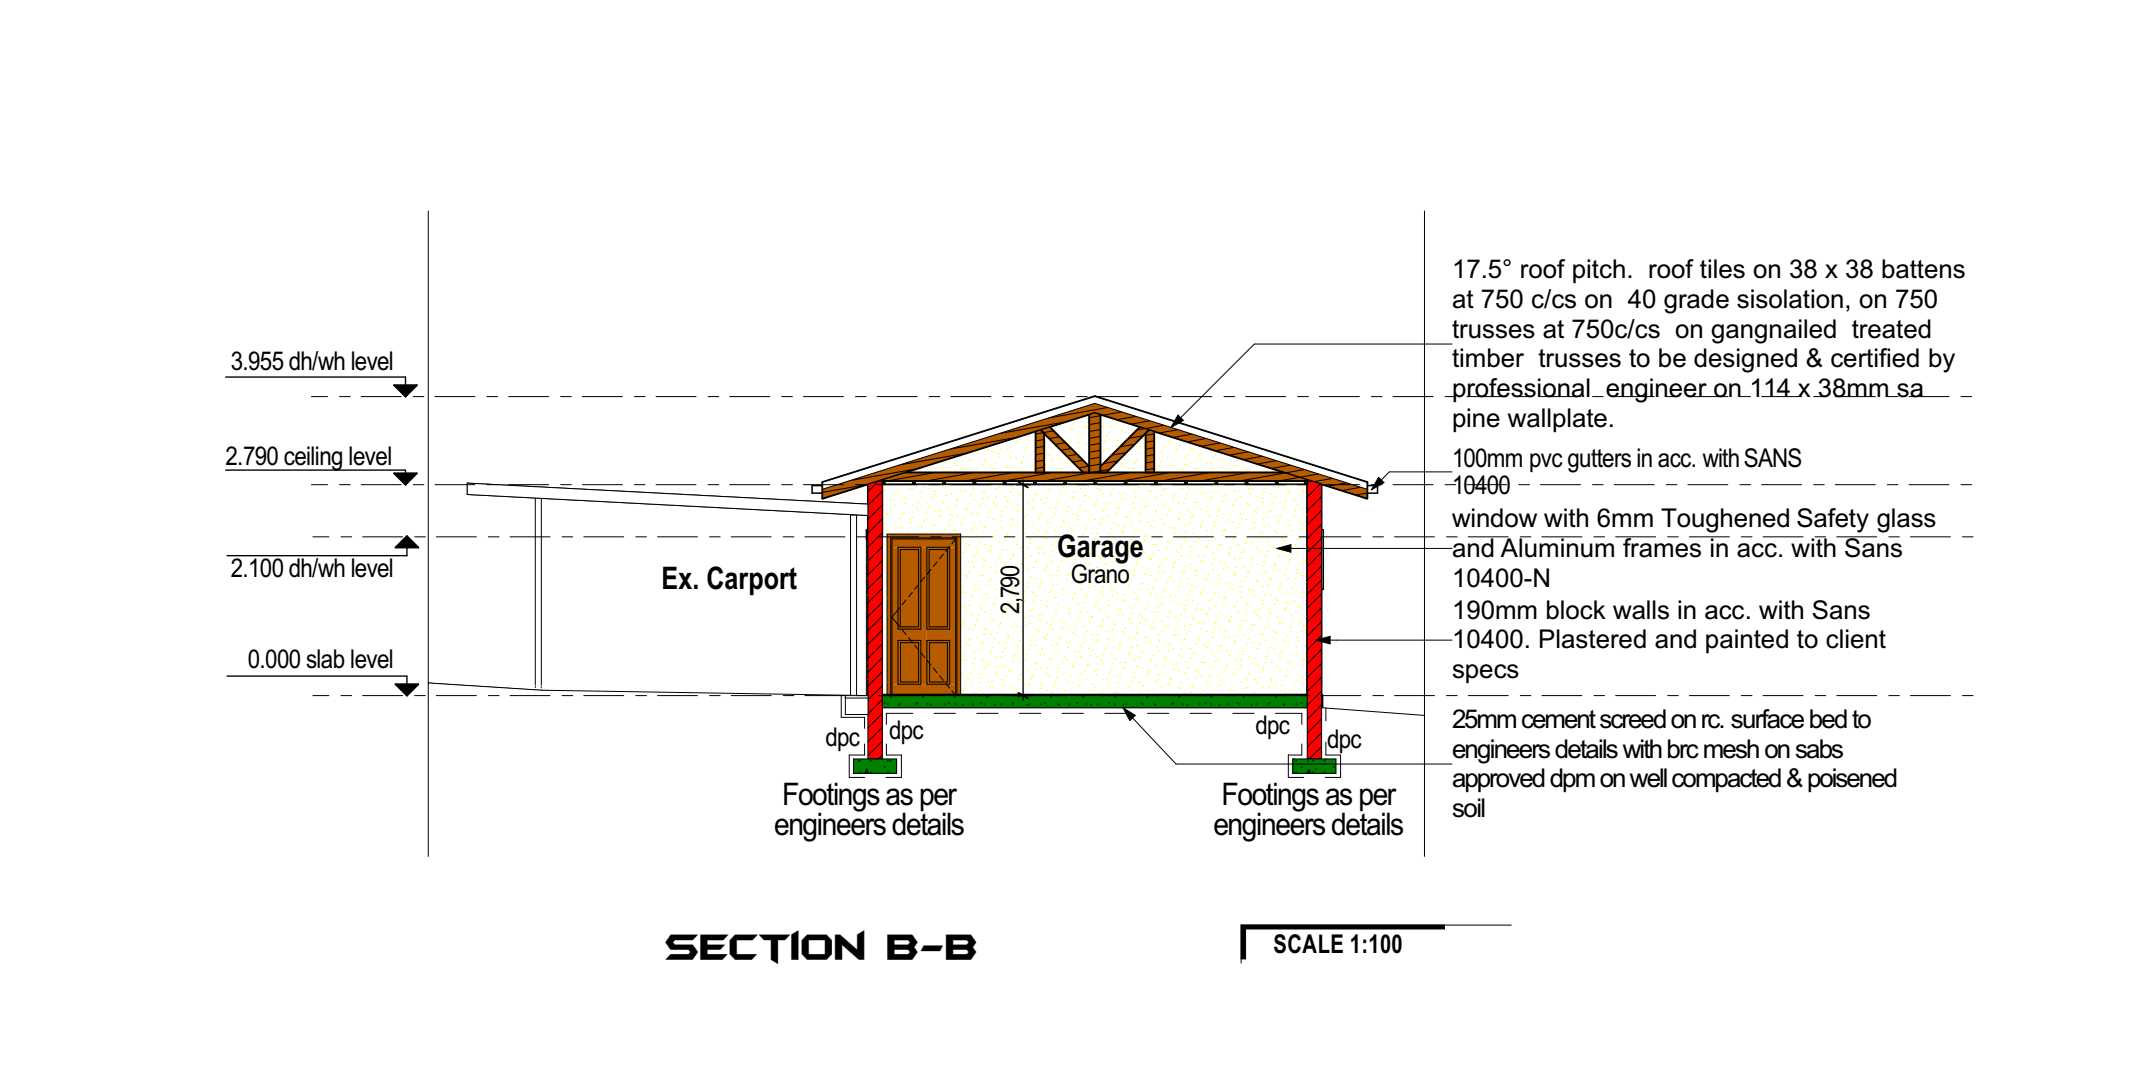 3.955 dh/wh level
2.790 ceiling level
2.100 dh/wh level
0.000 slab level
Ex. Carport
Garage
Grano
2,790
dpc
dpc
dpc
dpc
Footings as per
engineers details
Footings as per
engineers details
17.5° roof pitch. roof tiles on 38 x 38 battens
at 750 c/cs on 40 grade sisolation, on 750
trusses at 750c/cs on gangnailed treated
timber trusses to be designed & certified by
professional engineer on 114 x 38mm sa
pine wallplate.
100mm pvc gutters in acc. with SANS
10400
window with 6mm Toughened Safety glass
and Aluminum frames in acc. with Sans
10400-N
190mm block walls in acc. with Sans
10400. Plastered and painted to client
specs
25mm cement screed on rc. surface bed to
engineers details with brc mesh on sabs
approved dpm on well compacted & poisened
soil
SECTION B-B
SCALE 1:100